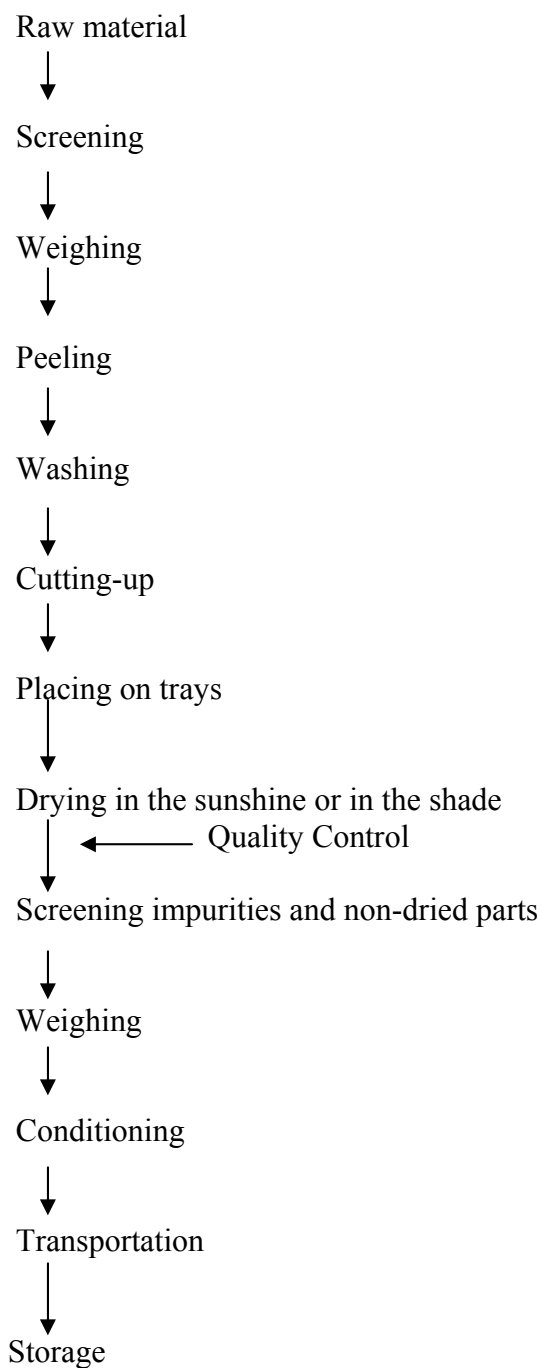 Raw material
Screening
Weighing
Peeling
Washing
Cutting-up
Placing on trays
Drying in the sunshine or in the shade
Quality Control
Screening impurities and non-dried parts
Weighing
Conditioning
Transportation
Storage